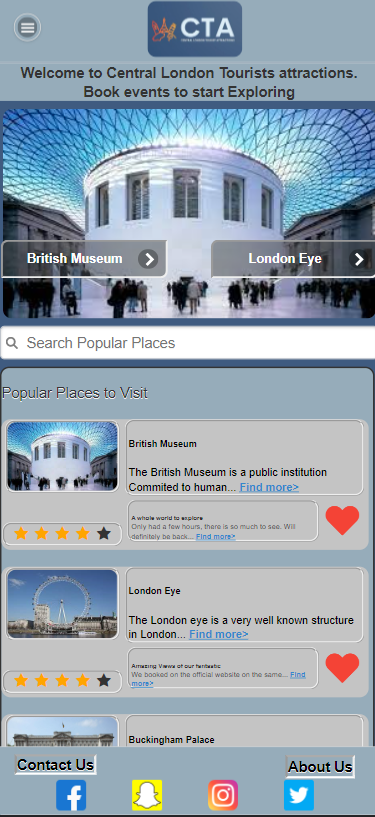 CTA
CENTRAL LONDON TOURIST ATTRACTIONS
Welcome to Central London Tourists attractions.
Book events to start Exploring
British Museum
London Eye
Search Popular Places
Popular Places to Visit
British Museum
The British Museum is a public institution
Commited to human... Find more>
A whole world to explore
Only had a few hours, there is so much to see. Will
definitely be back... Find more>
London Eye
The London eye is a very well known structure
in London... Find more>
Amazing Views of our fantastic
We booked on the official website on the same... Find
more>
Buckingham Palace
Contact Us
About Us